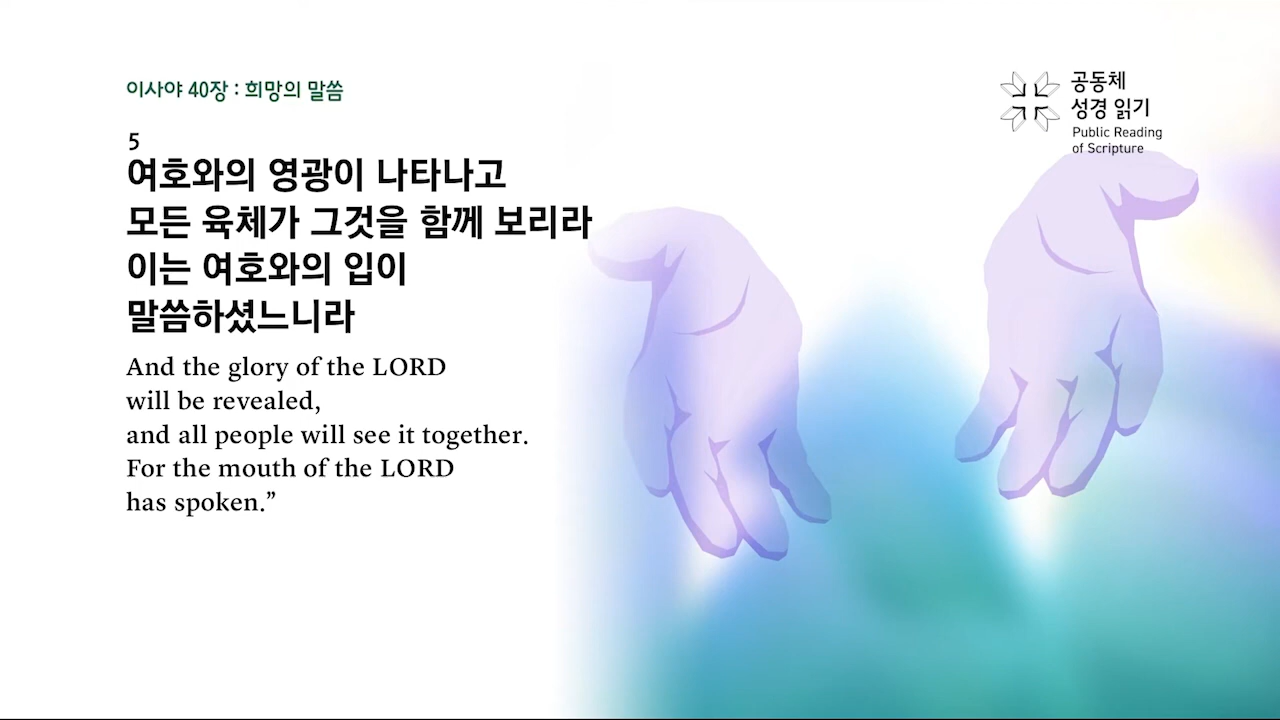 이사야 40장 : 희망의 말씀
공동체
성경 읽기
Public Reading
of Scripture
5
여호와의 영광이 나타나고
모든 육체가 그것을 함께 보리라
이는 여호와의 입이
말씀하셨느니라
And the glory of the LORD
will be revealed,
and all people will see it together.
For the mouth of the LORD
has spoken.”